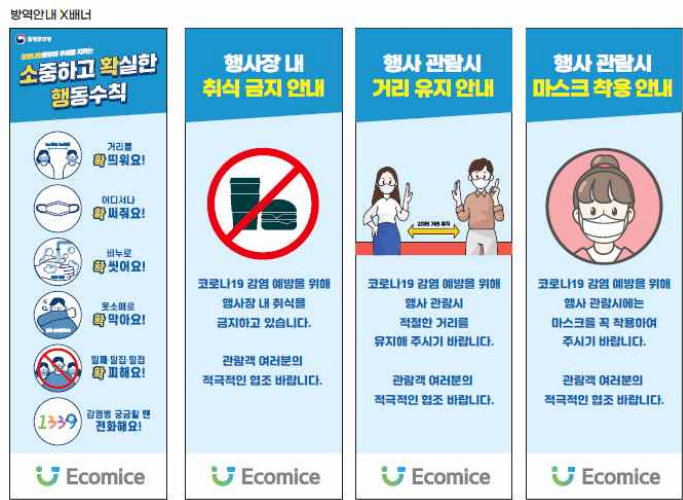 방역안내 X배너
소중하고 확실한
행동수칙
거리를
확 띄워요!
어디서나
확 써줘요!
비누로
확 씻어요!
옷소매로
확 막아요!
밀폐 밀집 밀접
확 피해요!
1339
감염병 궁금할 땐
전화해요!
Ecomice
행사장 내
취식 금지 안내
코로나19 감염 예방을 위해
행사장 내 취식을
금지하고 있습니다.
관람객 여러분의
적극적인 협조 바랍니다.
Ecomice
행사 관람시
거리 유지 안내
코로나19 감염 예방을 위해
행사 관람시
적절한 거리를
유지해 주시기 바랍니다.
관람객 여러분의
적극적인 협조 바랍니다.
Ecomice
행사 관람시
마스크 착용 안내
코로나19 감염 예방을 위해
행사 관람시에는
마스크를 꼭 착용하여
주시기 바랍니다.
관람객 여러분의
적극적인 협조 바랍니다.
Ecomice